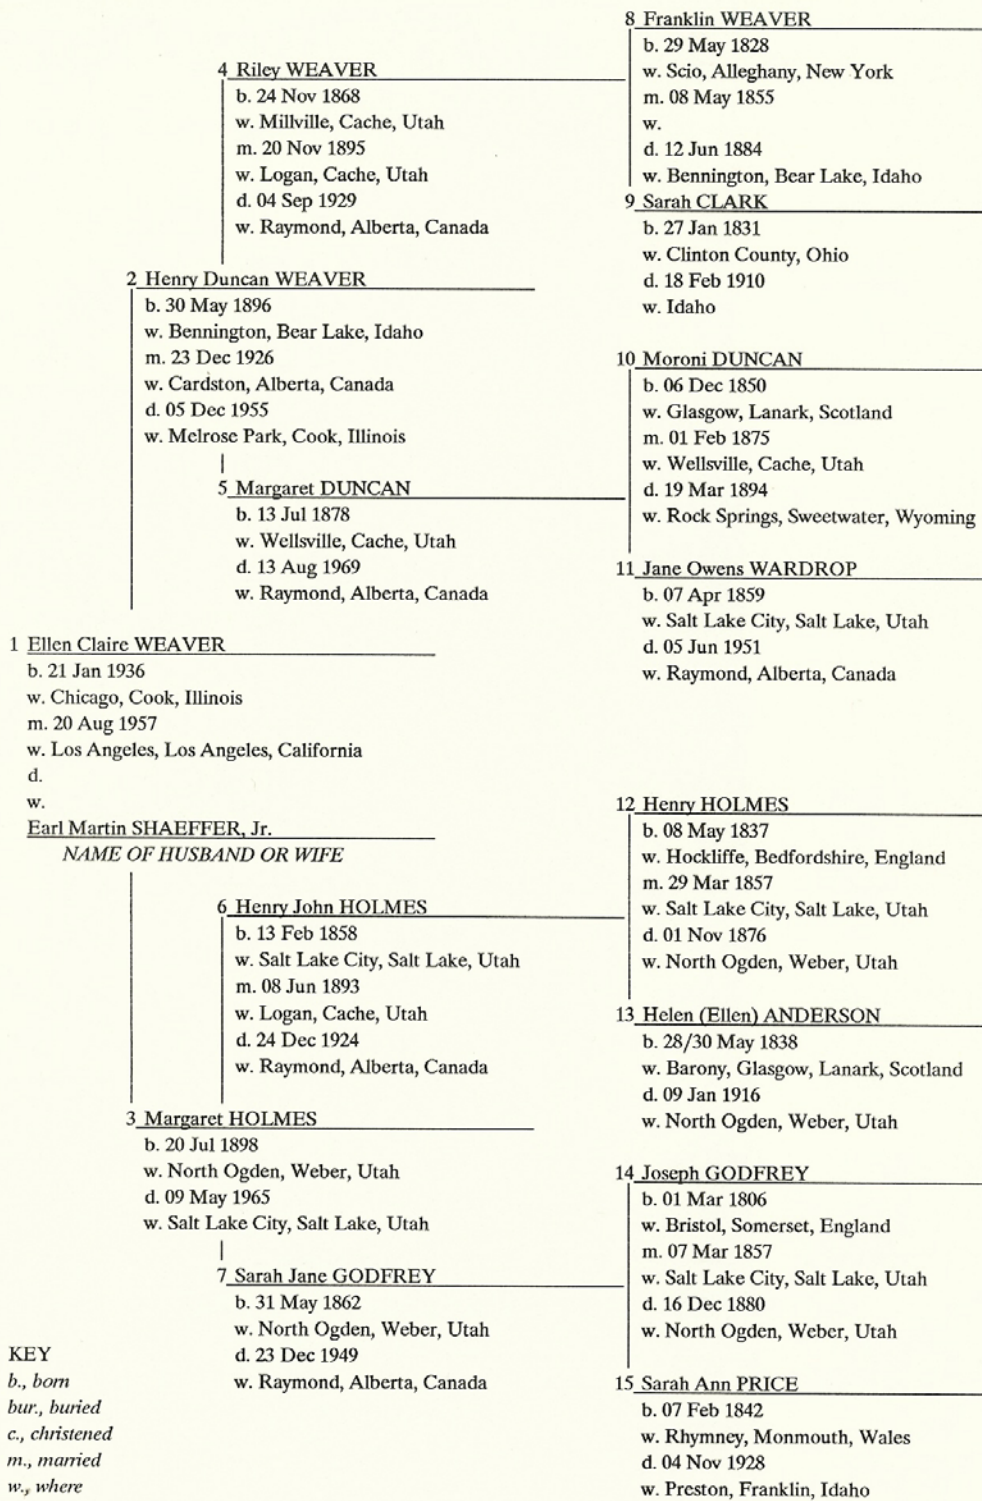 8 Franklin WEAVER
b. 29 May 1828
w. Scio, Alleghany, New York
m. 08 May 1855
w.
d. 12 Jun 1884
w. Bennington, Bear Lake, Idaho
4 Riley WEAVER
b. 24 Nov 1868
w. Millville, Cache, Utah
m. 20 Nov 1895
w. Logan, Cache, Utah
d. 04 Sep 1929
w. Raymond, Alberta, Canada
9 Sarah CLARK
b. 27 Jan 1831
w. Clinton County, Ohio
d. 18 Feb 1910
w. Idaho
2 Henry Duncan WEAVER
b. 30 May 1896
w. Bennington, Bear Lake, Idaho
m. 23 Dec 1926
w. Cardston, Alberta, Canada
d. 05 Dec 1955
w. Melrose Park, Cook, Illinois
10 Moroni DUNCAN
b. 06 Dec 1850
w. Glasgow, Lanark, Scotland
m. 01 Feb 1875
w. Wellsville, Cache, Utah
d. 19 Mar 1894
w. Rock Springs, Sweetwater, Wyoming
5 Margaret DUNCAN
b. 13 Jul 1878
w. Wellsville, Cache, Utah
d. 13 Aug 1969
w. Raymond, Alberta, Canada
11 Jane Owens WARDROP
b. 07 Apr 1859
w. Salt Lake City, Salt Lake, Utah
d. 05 Jun 1951
w. Raymond, Alberta, Canada
1 Ellen Claire WEAVER
b. 21 Jan 1936
w. Chicago, Cook, Illinois
m. 20 Aug 1957
w. Los Angeles, Los Angeles, California
d.
w.
Earl Martin SHAEFFER, Jr.
NAME OF HUSBAND OR WIFE
12 Henry HOLMES
b. 08 May 1837
w. Hockliffe, Bedfordshire, England
m. 29 Mar 1857
w. Salt Lake City, Salt Lake, Utah
d. 01 Nov 1876
w. North Ogden, Weber, Utah
6 Henry John HOLMES
b. 13 Feb 1858
w. Salt Lake City, Salt Lake, Utah
m. 08 Jun 1893
w. Logan, Cache, Utah
d. 24 Dec 1924
w. Raymond, Alberta, Canada
13 Helen (Ellen) ANDERSON
b. 28/30 May 1838
w. Barony, Glasgow, Lanark, Scotland
d. 09 Jan 1916
w. North Ogden, Weber, Utah
3 Margaret HOLMES
b. 20 Jul 1898
w. North Ogden, Weber, Utah
d. 09 May 1965
w. Salt Lake City, Salt Lake, Utah
14 Joseph GODFREY
b. 01 Mar 1806
w. Bristol, Somerset, England
m. 07 Mar 1857
w. Salt Lake City, Salt Lake, Utah
d. 16 Dec 1880
w. North Ogden, Weber, Utah
7 Sarah Jane GODFREY
b. 31 May 1862
w. North Ogden, Weber, Utah
d. 23 Dec 1949
w. Raymond, Alberta, Canada
15 Sarah Ann PRICE
b. 07 Feb 1842
w. Rhymney, Monmouth, Wales
d. 04 Nov 1928
w. Preston, Franklin, Idaho
KEY
b., born
bur., buried
c., christened
m., married
w., where